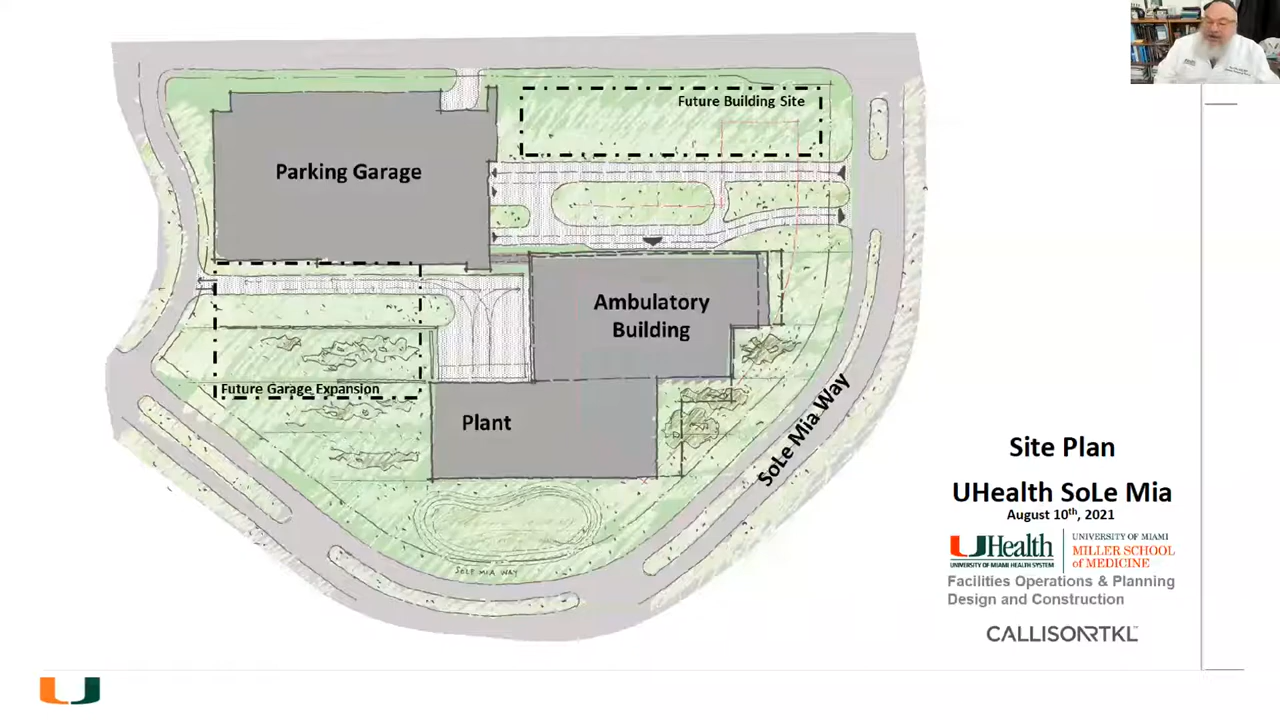 Future Building Site
Parking Garage
Ambulatory
Building
Future Garage Expansion
Plant
SoLe Mia Way
SOLE MIA WAY
Site Plan
UHealth SoLe Mia
August 10th, 2021
UHealth
UNIVERSITY OF MIAMI HEALTH SYSTEM
UNIVERSITY OF MIAMI
MILLER SCHOOL
of MEDICINE
Facilities Operations & Planning
Design and Construction
CALLISONRTKL™